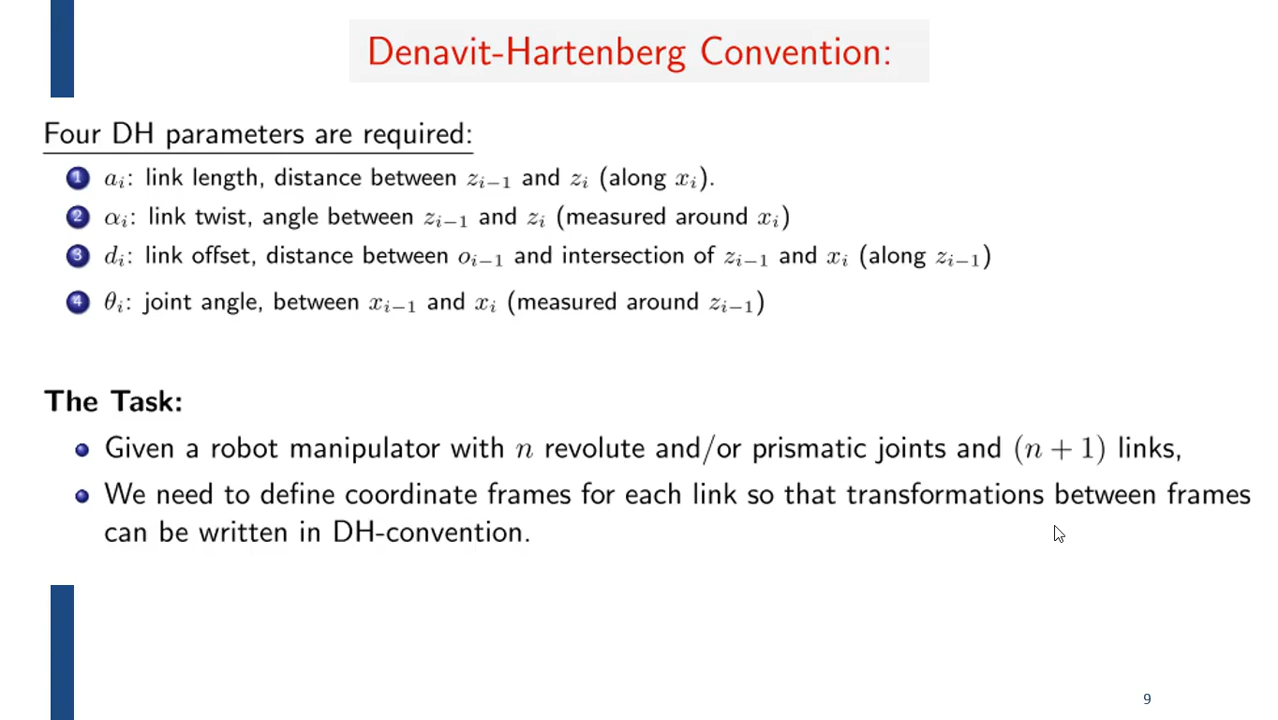 Denavit-Hartenberg Convention:
Four DH parameters are required:
1 aᵢ: link length, distance between zᵢ₋₁ and zᵢ (along xᵢ).
2 αᵢ: link twist, angle between zᵢ₋₁ and zᵢ (measured around xᵢ)
3 dᵢ: link offset, distance between oᵢ₋₁ and intersection of zᵢ₋₁ and xᵢ (along zᵢ₋₁)
4 θᵢ: joint angle, between xᵢ₋₁ and xᵢ (measured around zᵢ₋₁)
The Task:
Given a robot manipulator with n revolute and/or prismatic joints and (n + 1) links,
We need to define coordinate frames for each link so that transformations between frames
can be written in DH-convention.
9